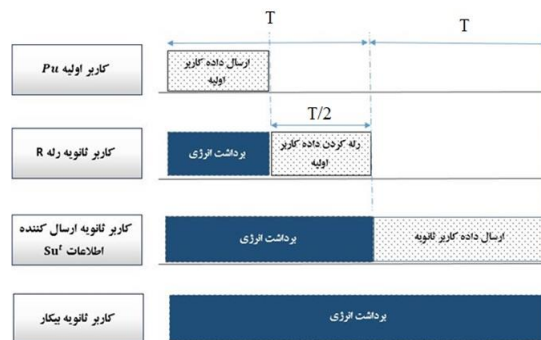 T
T
کاربر اولیه Pu
ارسال داده کاربر
اولیه
T/2
کاربر ثانویه رله R
برداشت انرژی
رله کردن داده کاربر
اولیه
کاربر ثانویه ارسال کننده
اطلاعات Suᵗ
برداشت انرژی
ارسال داده کاربر ثانویه
کاربر ثانویه بیکار
برداشت انرژی